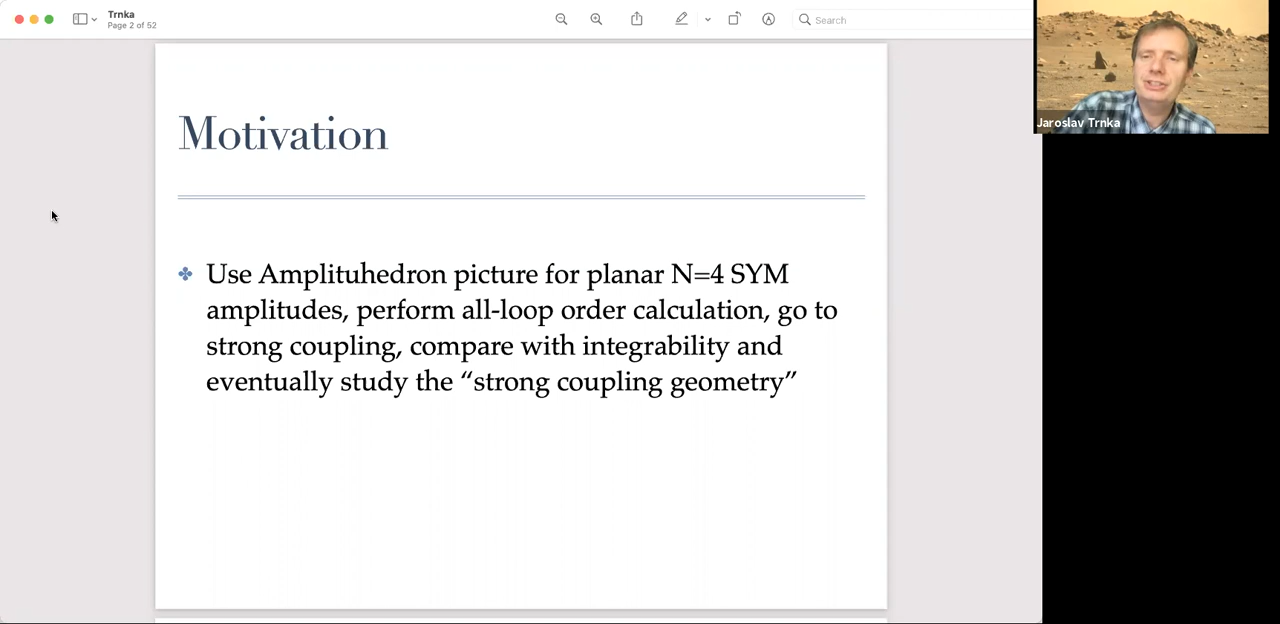 Trnka
Page 2 of 52
Search
Jaroslav Trnka
Motivation
Use Amplituhedron picture for planar N=4 SYM
amplitudes, perform all-loop order calculation, go to
strong coupling, compare with integrability and
eventually study the “strong coupling geometry”